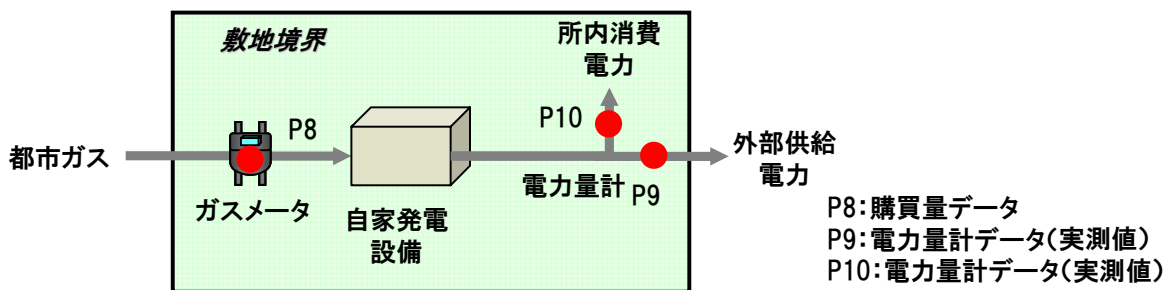 敷地境界
所内消費
電力
P10
P8
都市ガス
外部供給
電力
ガスメータ
自家発電
設備
電力量計
P9
P8:購買量データ
P9:電力量計データ(実測値)
P10:電力量計データ(実測値)